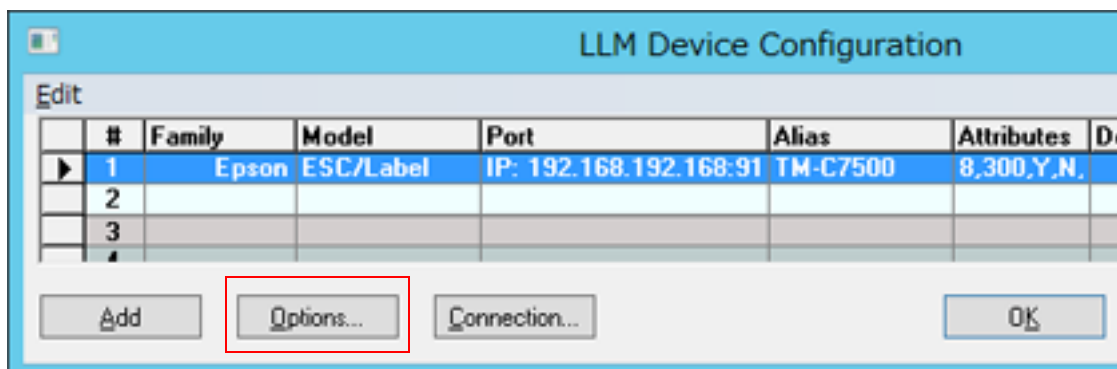 LLM Device Configuration
Edit
# Family Model Port Alias Attributes
1 Epson ESC/Label IP: 192.168.192.168:91 TM-C7500 8,300,Y,N,
2
3
Add Options... Connection... OK